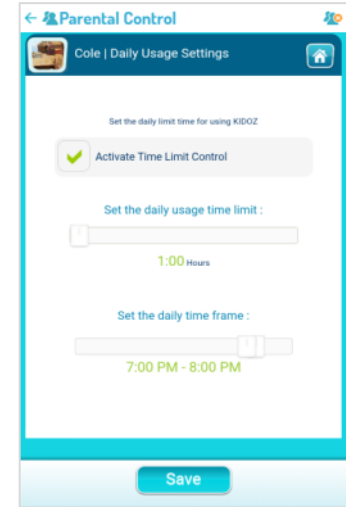 Parental Control
Cole | Daily Usage Settings
Set the daily limit time for using KIDOZ
Activate Time Limit Control
Set the daily usage time limit :
1:00 Hours
Set the daily time frame :
7:00 PM - 8:00 PM
Save